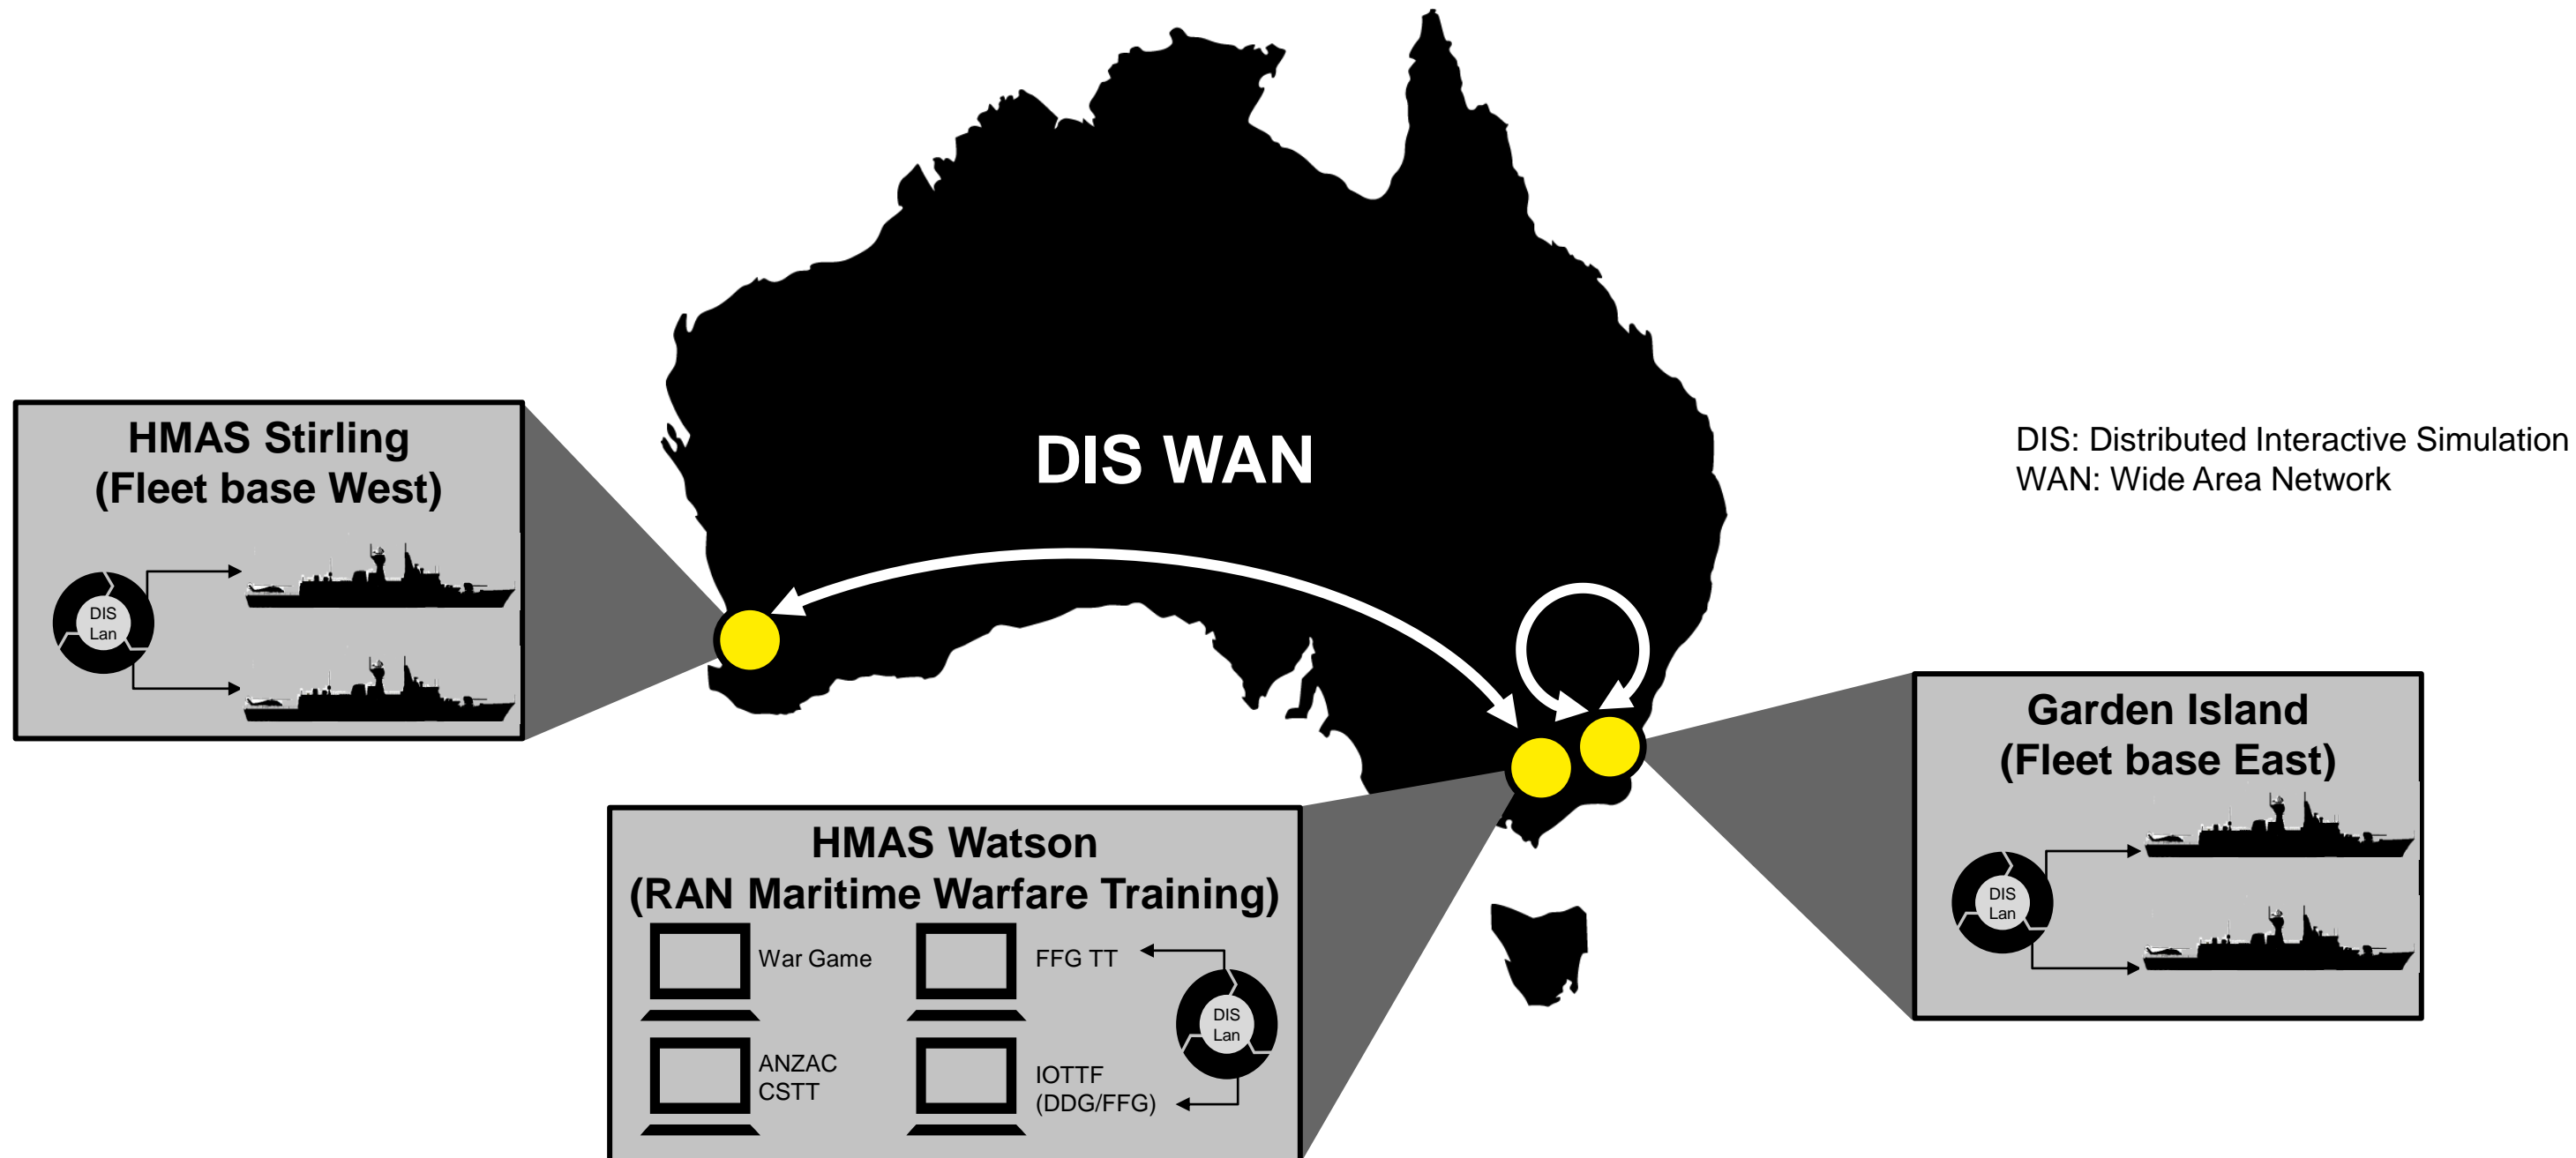 DIS WAN
HMAS Stirling
(Fleet base West)
DIS
Lan
DIS: Distributed Interactive Simulation
WAN: Wide Area Network
Garden Island
(Fleet base East)
DIS
Lan
HMAS Watson
(RAN Maritime Warfare Training)
War Game
FFG TT
ANZAC
CSTT
IOTTF
(DDG/FFG)
DIS
Lan